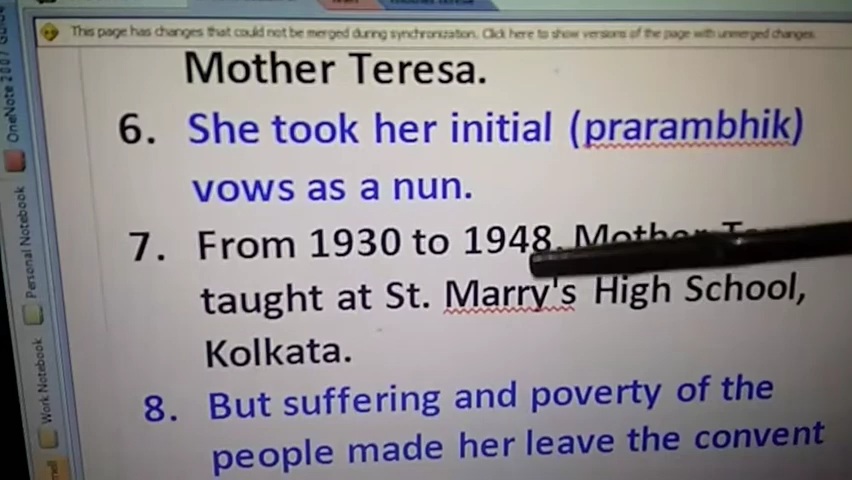 This page has changes that could not be merged during synchronization. Click here to show versions of the page with unmerged changes.
Mother Teresa.
6. She took her initial (prarambhik)
vows as a nun.
7. From 1930 to 1948, Mother
taught at St. Marry's High School,
Kolkata.
8. But suffering and poverty of the
people made her leave the convent
OneNote 2007
Personal Notebook
Work Notebook